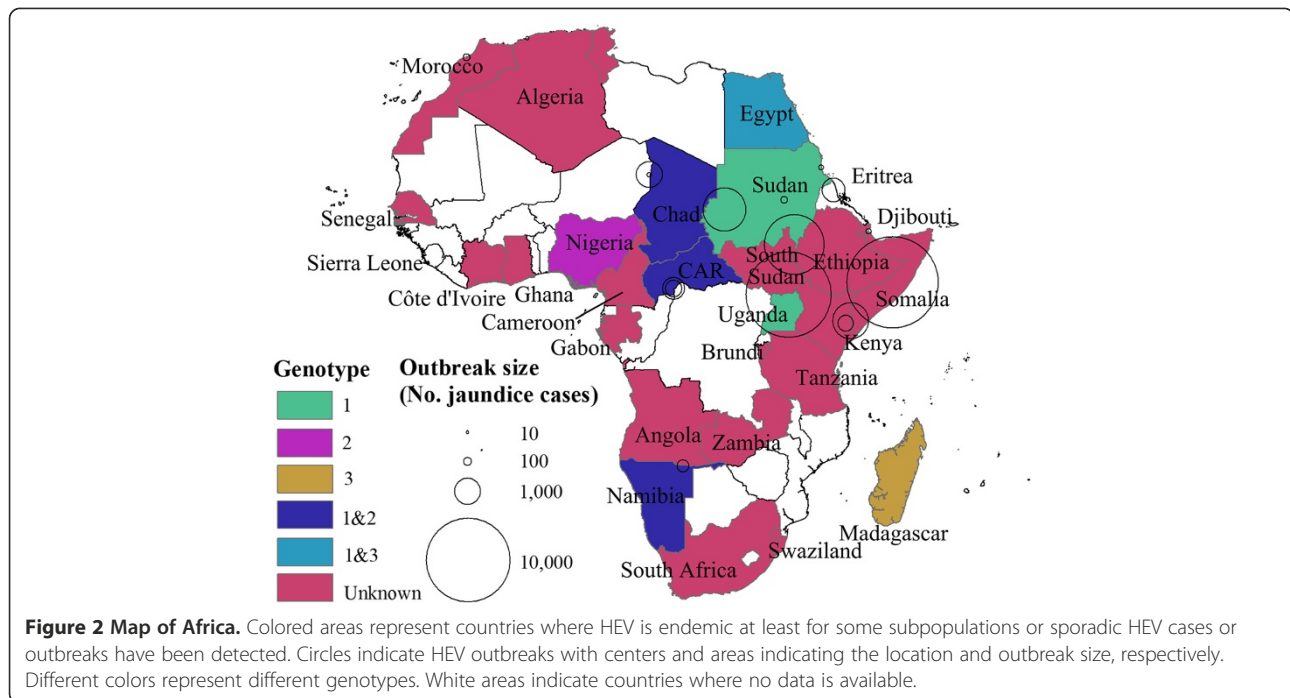 Morocco
Algeria
Egypt
Senegal
Sierra Leone
Côte d'Ivoire
Ghana
Nigeria
Cameroon
Gabon
Chad
CAR
Sudan
Eritrea
Djibouti
South
Sudan
Ethiopia
Somalia
Uganda
Kenya
Brundi
Tanzania
Angola
Zambia
Namibia
Madagascar
Swaziland
South Africa
Genotype
1
2
3
1&2
1&3
Unknown
Outbreak size
(No. jaundice cases)
10
100
1,000
10,000
Figure 2 Map of Africa. Colored areas represent countries where HEV is endemic at least for some subpopulations or sporadic HEV cases or
outbreaks have been detected. Circles indicate HEV outbreaks with centers and areas indicating the location and outbreak size, respectively.
Different colors represent different genotypes. White areas indicate countries where no data is available.